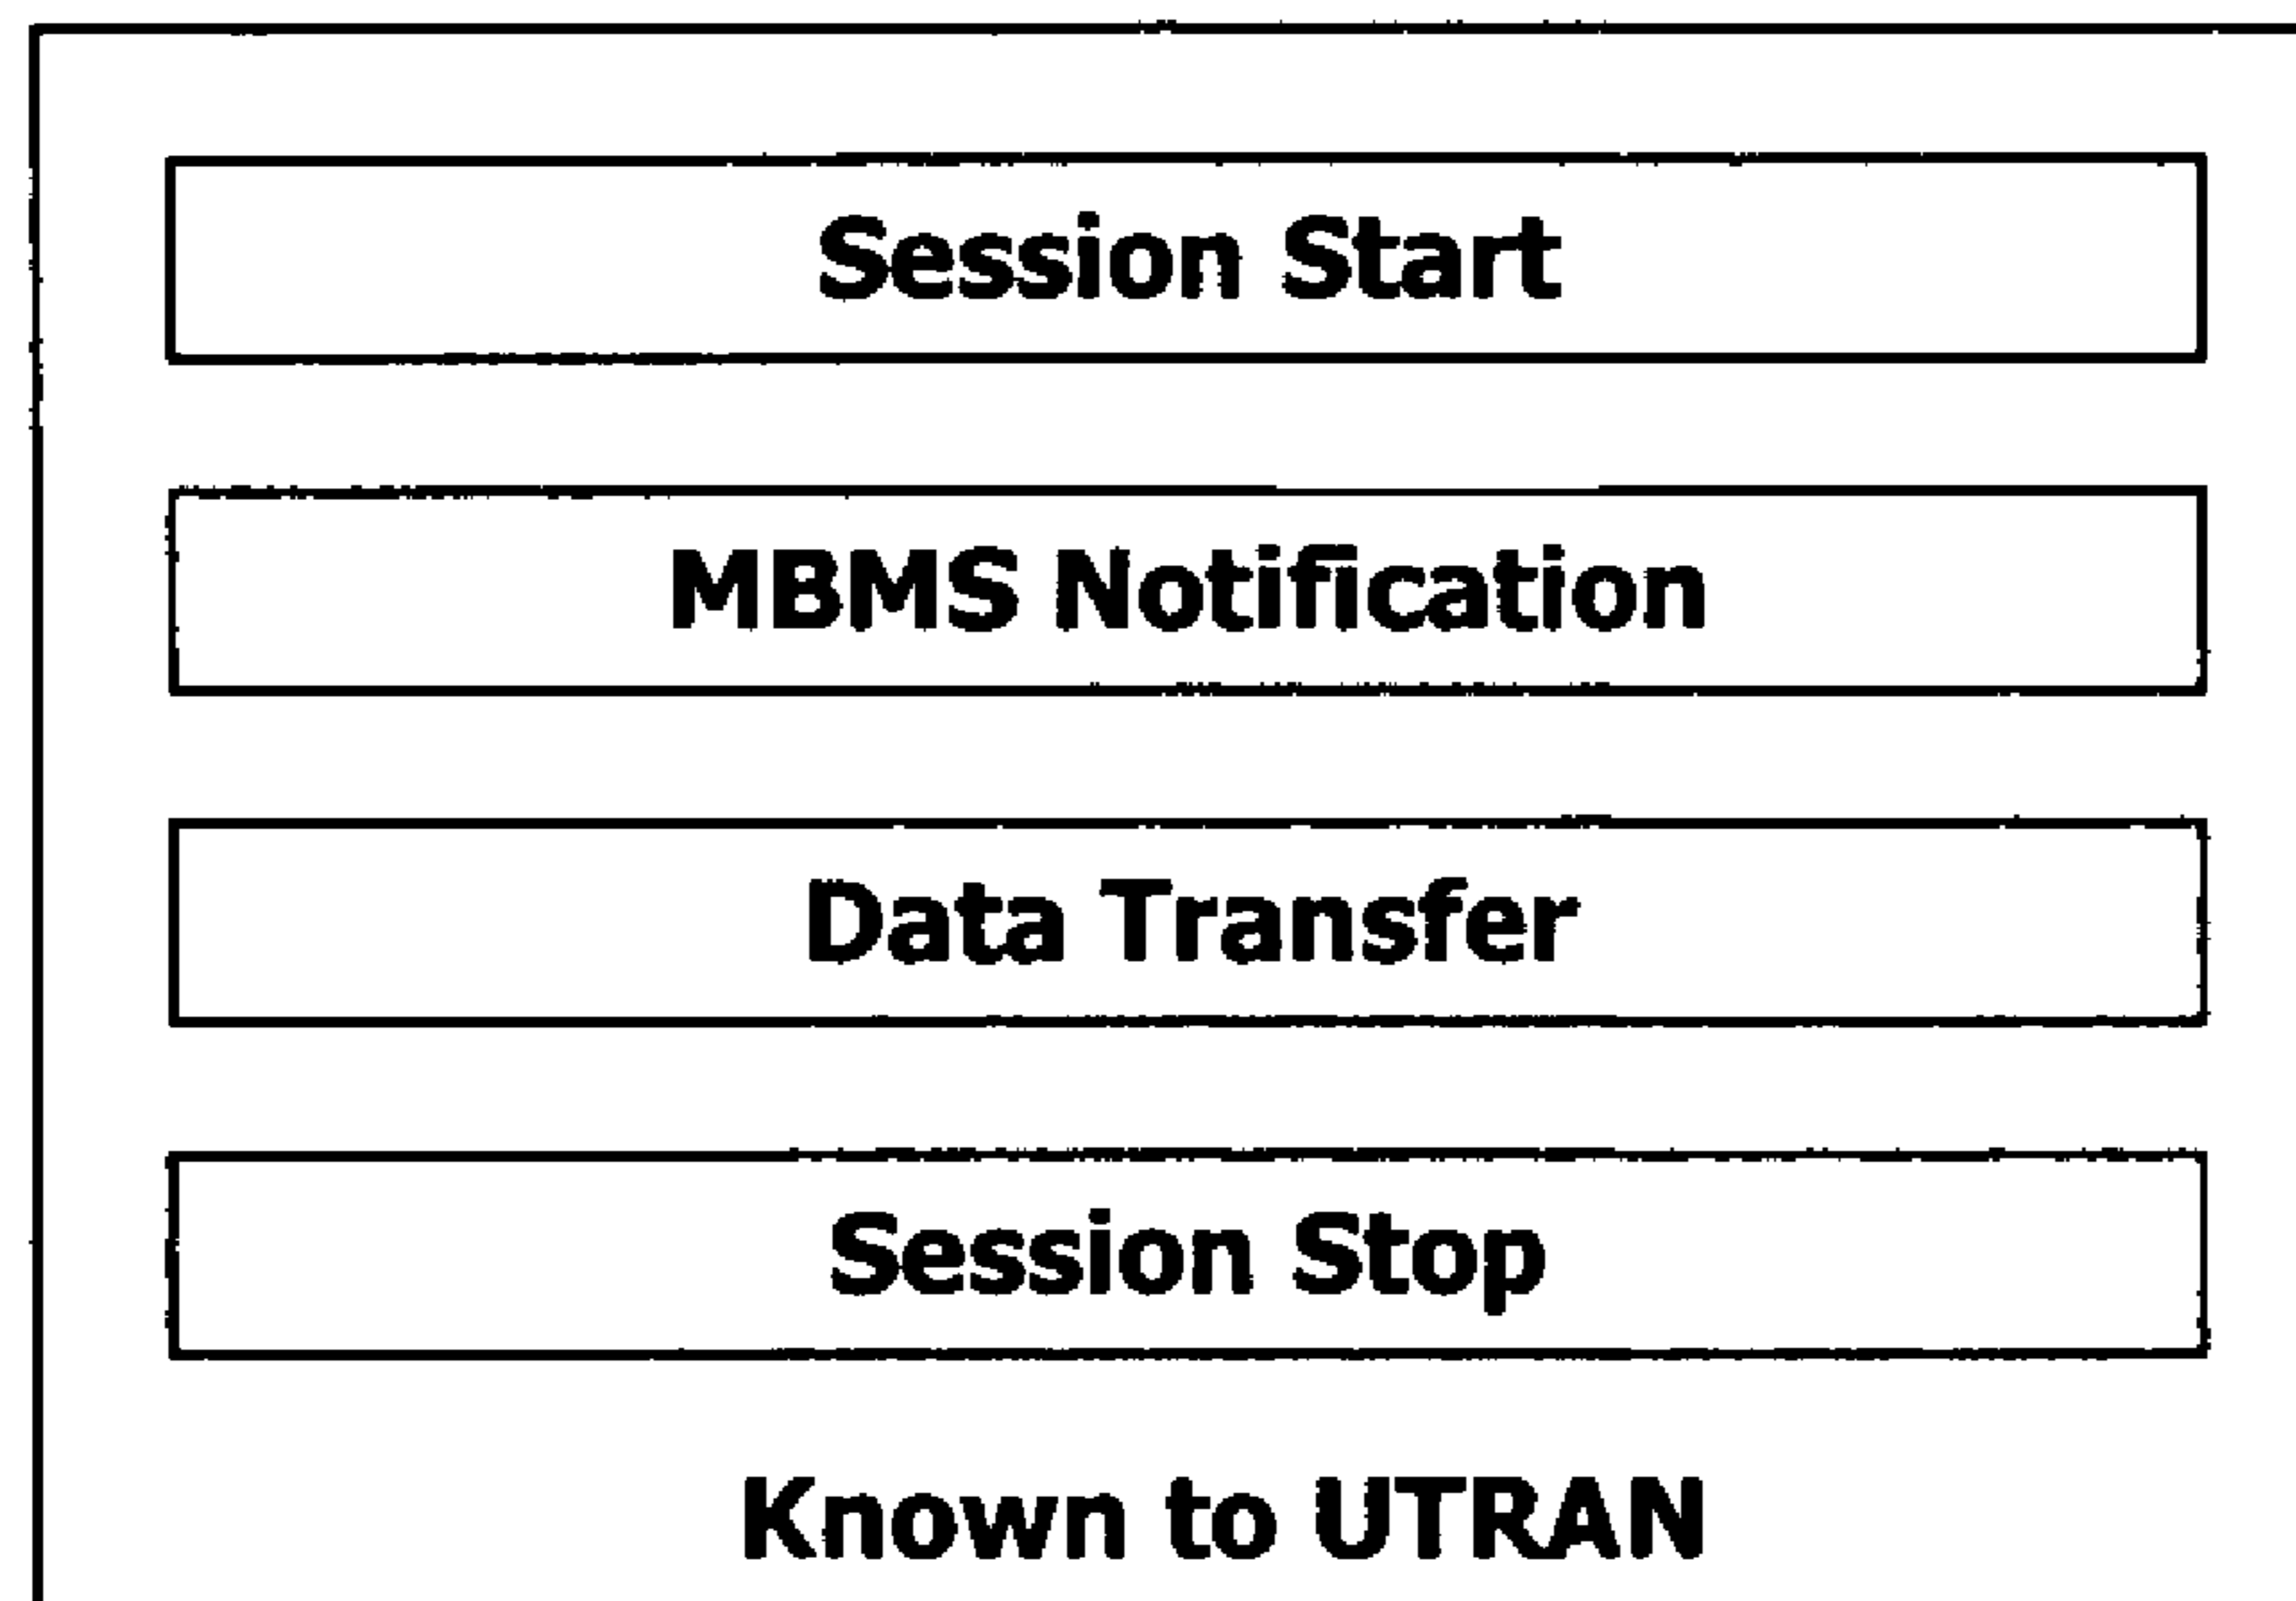 Session Start
MBMS Notification
Data Transfer
Session Stop
Known to UTRAN